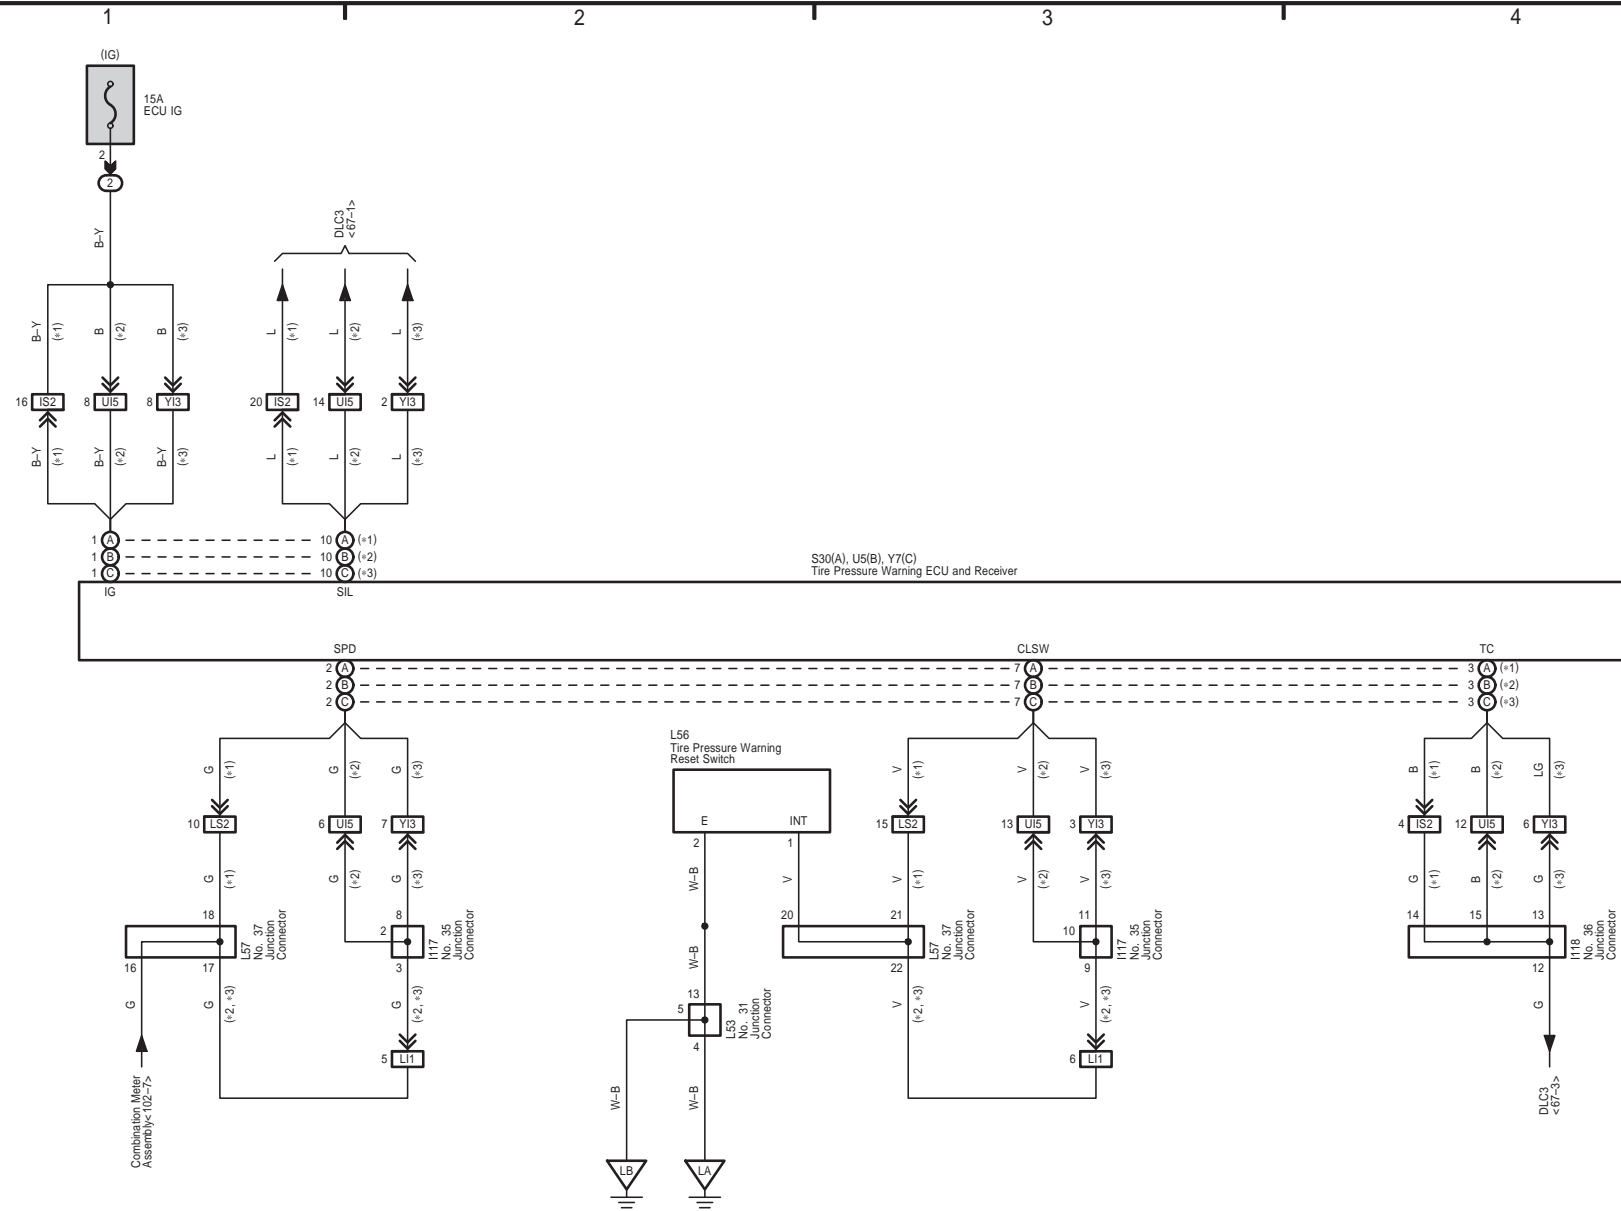 1 2 3 4
(IG)
15A
ECU IG
2
2
B–Y
DLC3
<67–1>
B–Y (*1) B (*2) B (*3) L (*1) L (*2) L (*3)
16 IS2 8 UI5 8 YI3 20 IS2 14 UI5 2 YI3
B–Y (*1) B–Y (*2) B–Y (*3) L (*1) L (*2) L (*3)
1 A 10 A (*1)
1 B 10 B (*2)
1 C 10 C (*3)
IG SIL
S30(A), U5(B), Y7(C)
Tire Pressure Warning ECU and Receiver
SPD CLSW TC
2 A 7 A 3 A (*1)
2 B 7 B 3 B (*2)
2 C 7 C 3 C (*3)
L56
Tire Pressure Warning
Reset Switch
G (*1) G (*2) G (*3) V (*1) V (*2) V (*3) B (*1) B (*2) LG (*3)
10 LS2 6 UI5 7 YI3 E INT 15 LS2 13 UI5 3 YI3 4 IS2 12 UI5 6 YI3
2 1
G (*1) G (*2) G (*3) W–B V V (*1) V (*2) V (*3) G (*1) B (*2) G (*3)
18 8 20 21 11 14 15 13
2 10
L57
No. 37
Junction
Connector
I117
No. 35
Junction
Connector
W–B
L57
No. 37
Junction
Connector
I117
No. 35
Junction
Connector
I118
No. 36
Junction
Connector
16 17 3 22 9 12
G G (*2, *3) G (*2, *3) V (*2, *3) V (*2, *3) G
13
5
4
L53
No. 31
Junction
Connector
5 LI1 6 LI1
Combination Meter
Assembly<102–7>
W–B W–B
DLC3
<67–3>
LB LA